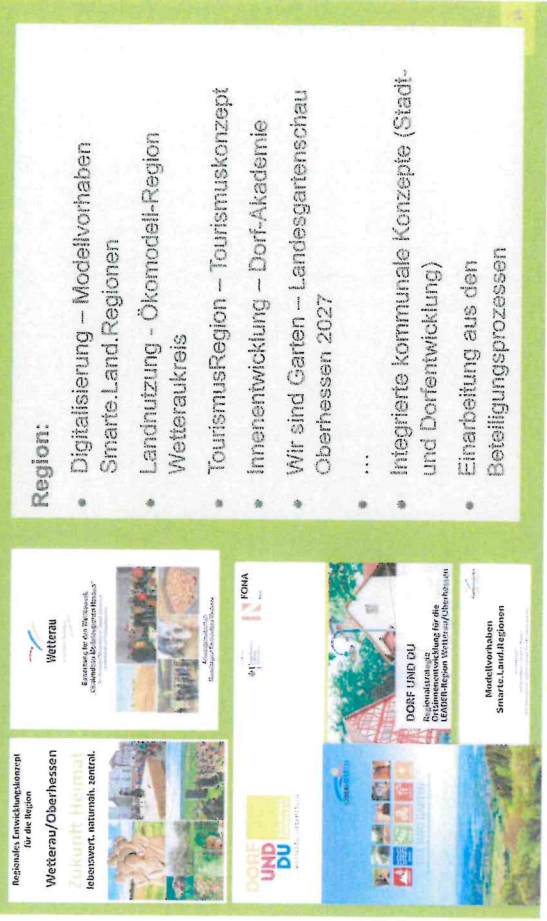 Regionales Entwicklungskonzept
für die Region
Wetterau/Oberhessen
Zukunft Heimat
lebenswert. naturnah. zentral.
Wetterau
DORF
UND
DU
FONA
DORF UND DU
Regionalstrategie
Ortsinnenentwicklung für die
LEADER-Region Wetterau/Oberhessen
Modellvorhaben
Smarte.Land.Regionen
Region:
• Digitalisierung – Modellvorhaben
Smarte.Land.Regionen
• Landnutzung - Ökomodell-Region
Wetteraukreis
• TourismusRegion – Tourismuskonzept
• Innenentwicklung – Dorf-Akademie
• Wir sind Garten – Landesgartenschau
Oberhessen 2027
• ...
• Integrierte kommunale Konzepte (Stadt-
und Dorfentwicklung)
• Einarbeitung aus den
Beteiligungsprozessen